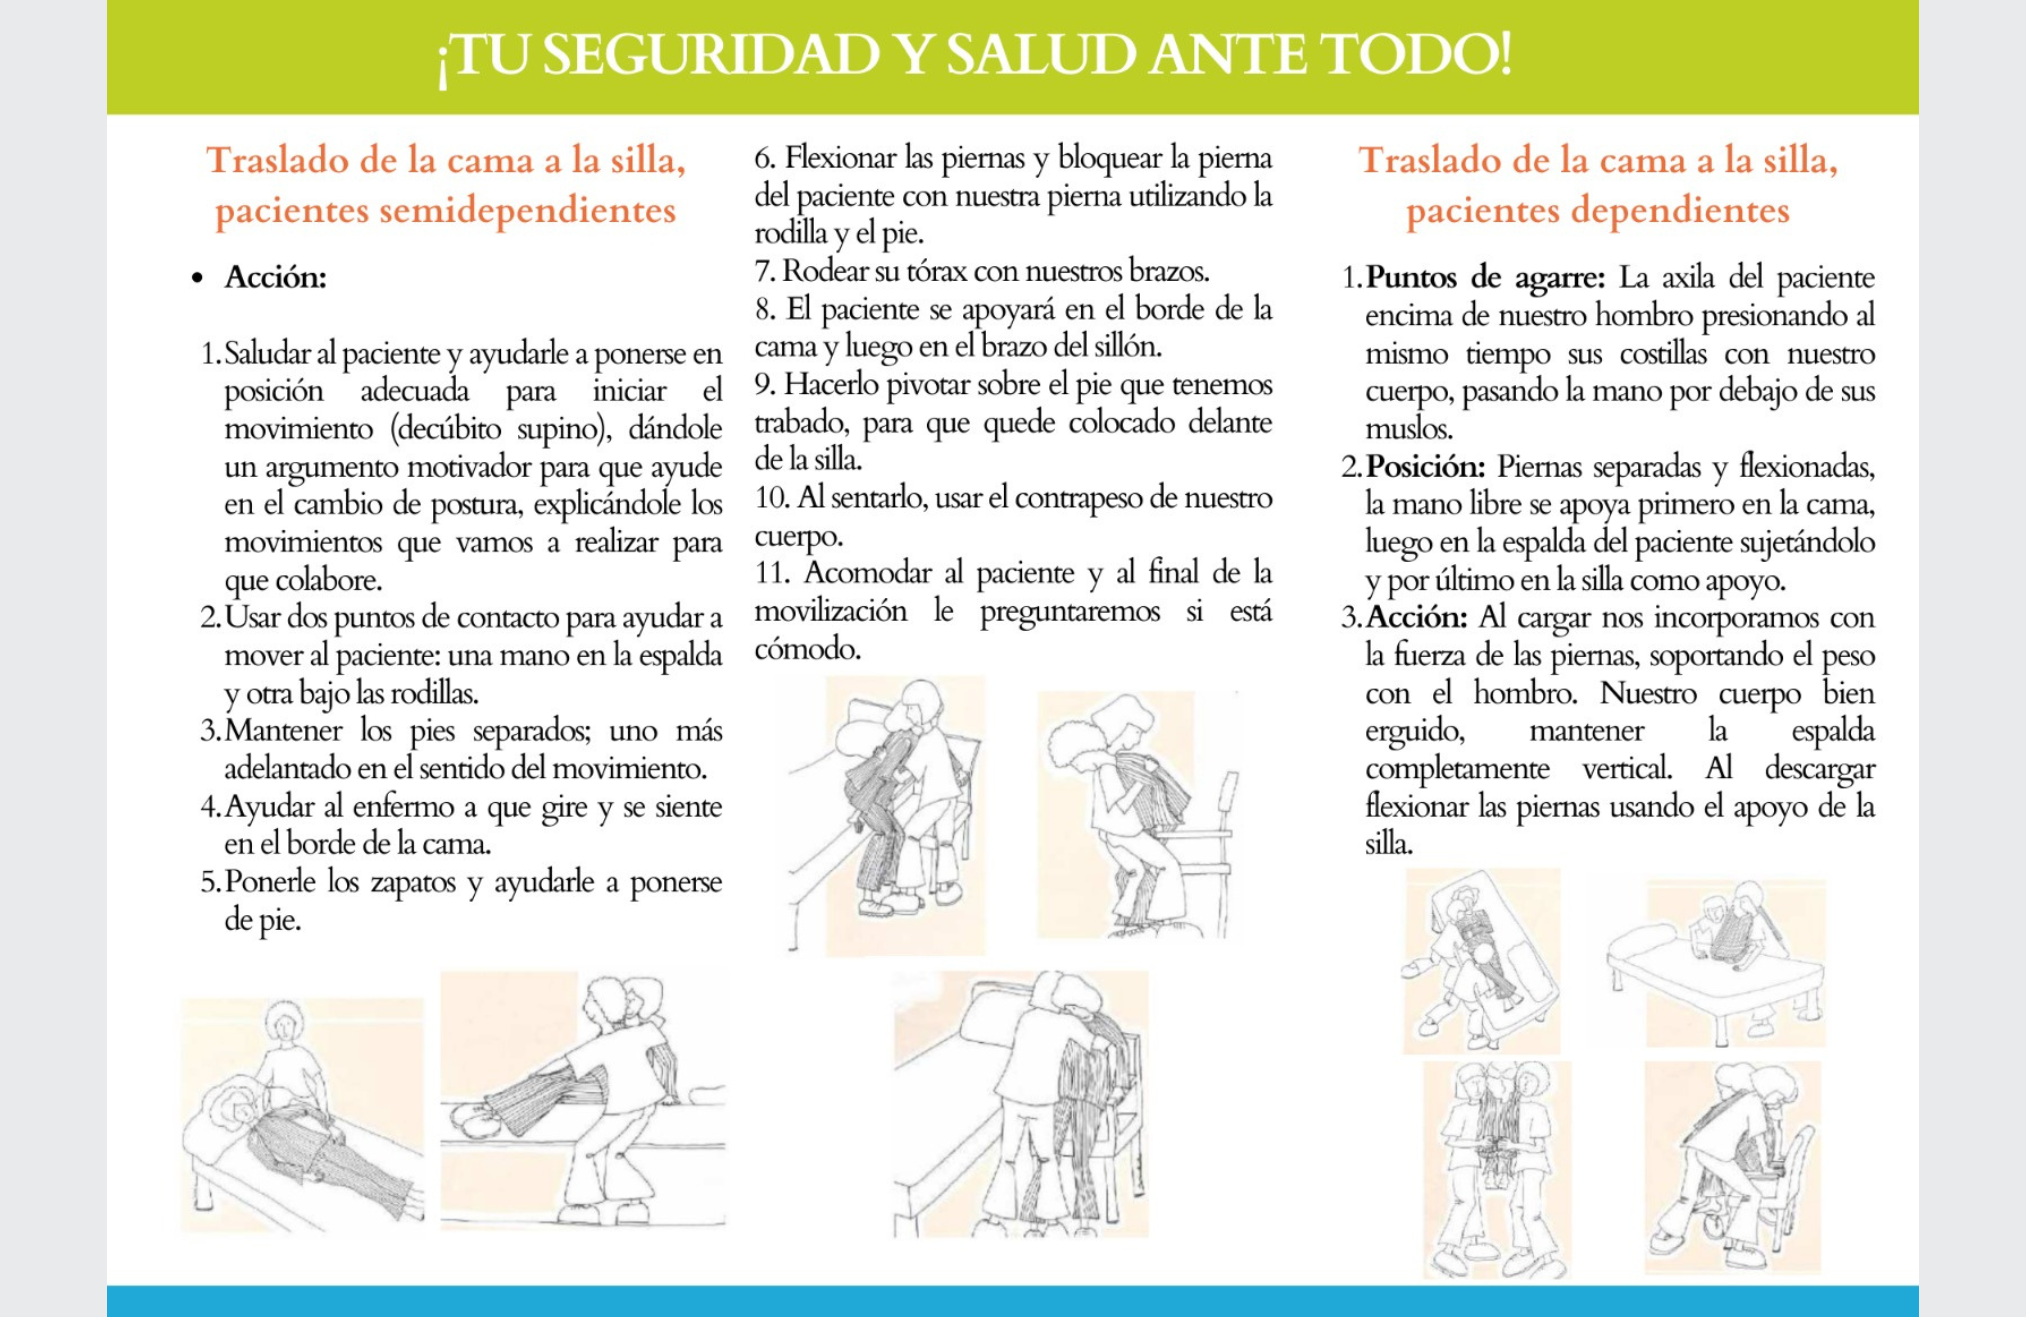 ¡TU SEGURIDAD Y SALUD ANTE TODO!
Traslado de la cama a la silla,
pacientes semidependientes
• Acción:
1. Saludar al paciente y ayudarle a ponerse en
posición adecuada para iniciar el
movimiento (decúbito supino), dándole
un argumento motivador para que ayude
en el cambio de postura, explicándole los
movimientos que vamos a realizar para
que colabore.
2. Usar dos puntos de contacto para ayudar a
mover al paciente: una mano en la espalda
y otra bajo las rodillas.
3. Mantener los pies separados; uno más
adelantado en el sentido del movimiento.
4. Ayudar al enfermo a que gire y se siente
en el borde de la cama.
5. Ponerle los zapatos y ayudarle a ponerse
de pie.
6. Flexionar las piernas y bloquear la pierna
del paciente con nuestra pierna utilizando la
rodilla y el pie.
7. Rodear su tórax con nuestros brazos.
8. El paciente se apoyará en el borde de la
cama y luego en el brazo del sillón.
9. Hacerlo pivotar sobre el pie que tenemos
trabado, para que quede colocado delante
de la silla.
10. Al sentarlo, usar el contrapeso de nuestro
cuerpo.
11. Acomodar al paciente y al final de la
movilización le preguntaremos si está
cómodo.
Traslado de la cama a la silla,
pacientes dependientes
1. Puntos de agarre: La axila del paciente
encima de nuestro hombro presionando al
mismo tiempo sus costillas con nuestro
cuerpo, pasando la mano por debajo de sus
muslos.
2. Posición: Piernas separadas y flexionadas,
la mano libre se apoya primero en la cama,
luego en la espalda del paciente sujetándolo
y por último en la silla como apoyo.
3. Acción: Al cargar nos incorporamos con
la fuerza de las piernas, soportando el peso
con el hombro. Nuestro cuerpo bien
erguido, mantener la espalda
completamente vertical. Al descargar
flexionar las piernas usando el apoyo de la
silla.